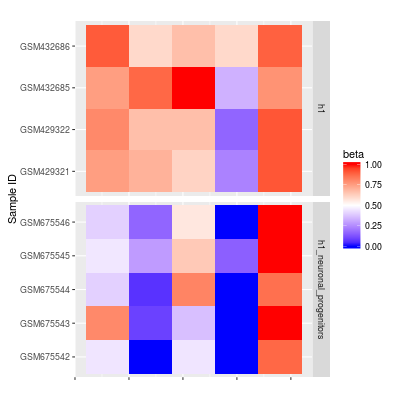 GSM432686
GSM432685
GSM429322
GSM429321
h1
GSM675546
GSM675545
GSM675544
GSM675543
GSM675542
h1_neuronal_progenitors
Sample ID
beta
1.00
0.75
0.50
0.25
0.00